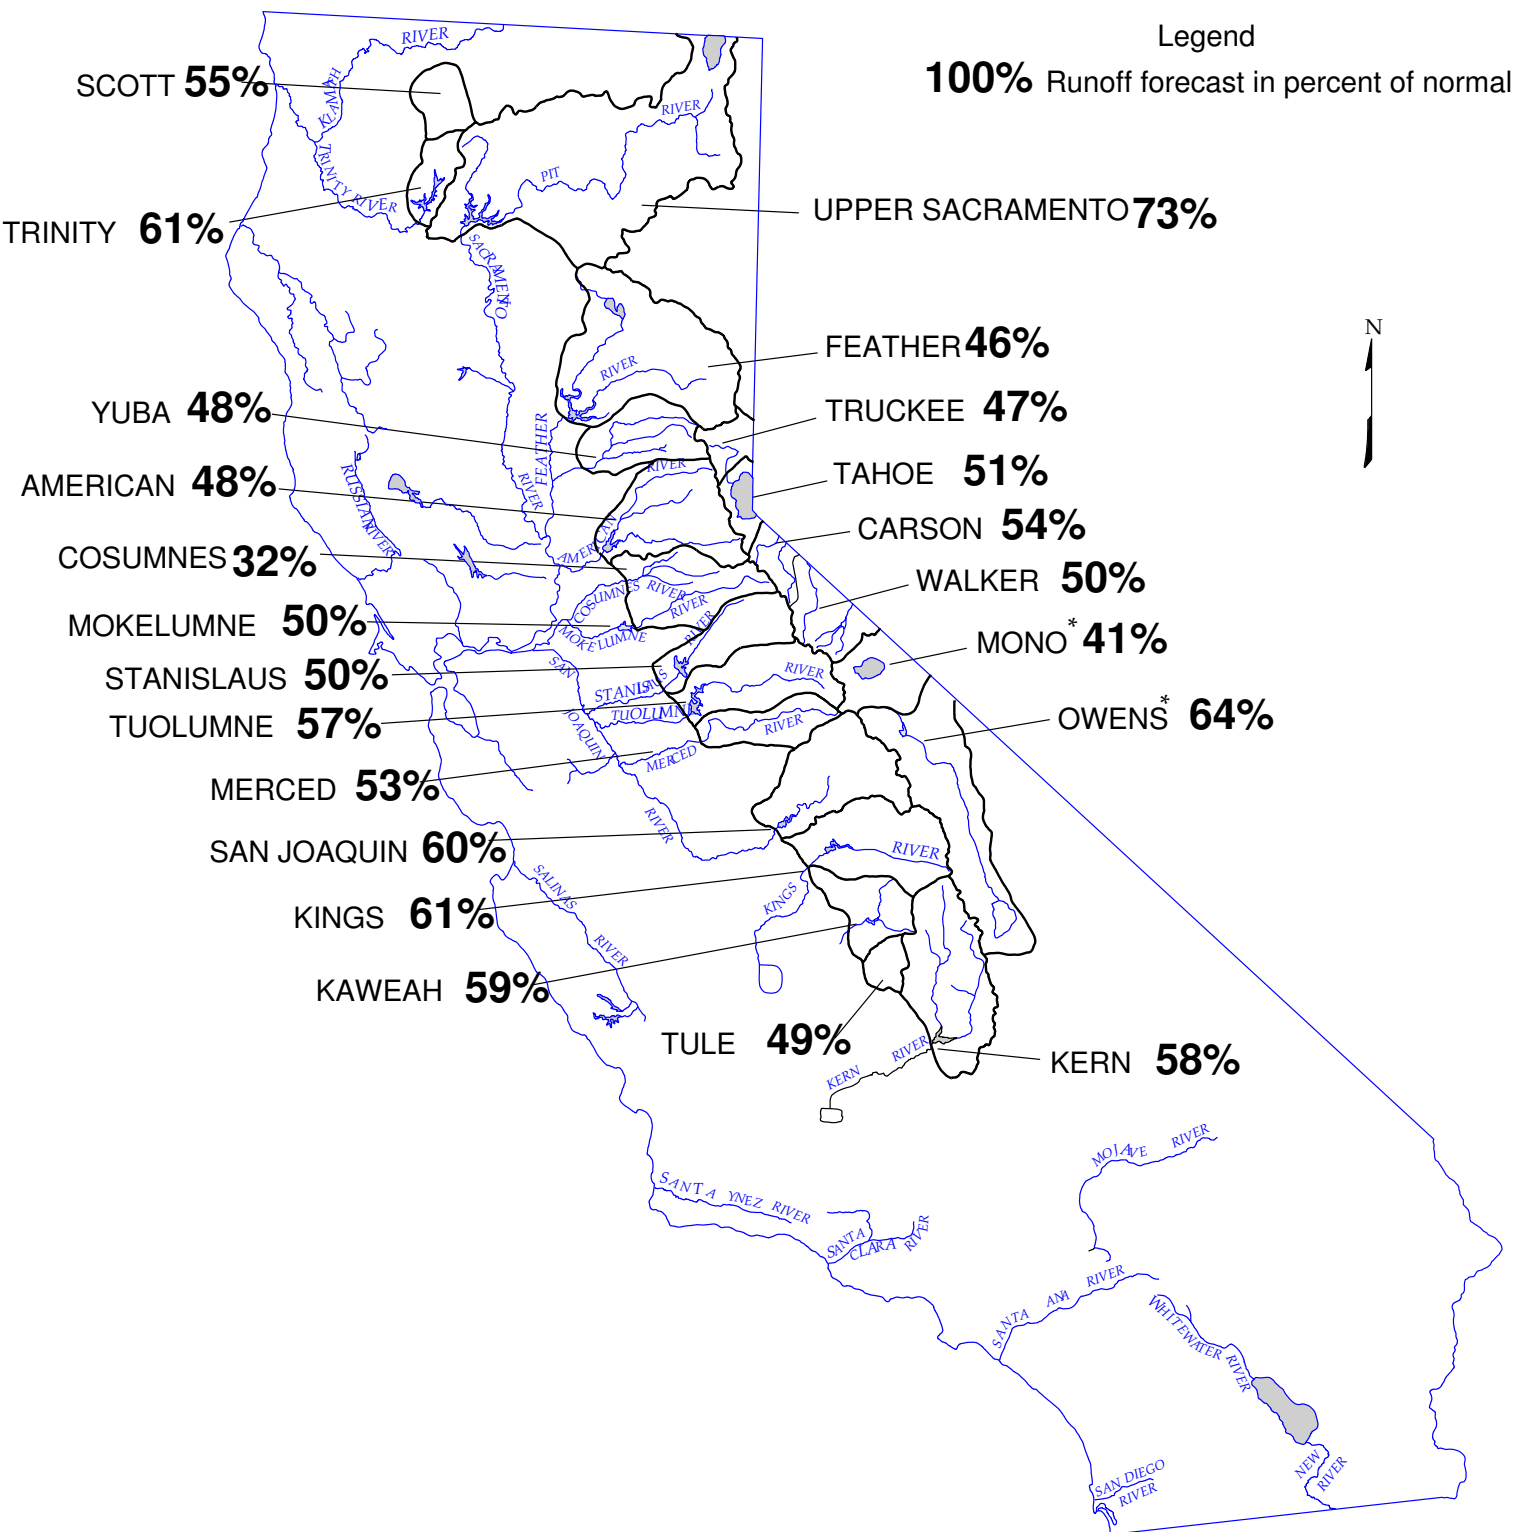 Legend
100% Runoff forecast in percent of normal
SCOTT 55%
TRINITY 61%
UPPER SACRAMENTO 73%
FEATHER 46%
YUBA 48%
TRUCKEE 47%
AMERICAN 48%
TAHOE 51%
CARSON 54%
COSUMNES 32%
WALKER 50%
MOKELUMNE 50%
MONO* 41%
STANISLAUS 50%
OWENS* 64%
TUOLUMNE 57%
MERCED 53%
SAN JOAQUIN 60%
KINGS 61%
KAWEAH 59%
TULE 49%
KERN 58%
N
KLAMATH RIVER
TRINITY RIVER
PIT RIVER
SACRAMENTO
RIVER
FEATHER
RIVER
RUSSIAN RIVER
AMERICAN
RIVER
COSUMNES RIVER
MOKELUMNE
RIVER
STANISLAUS
RIVER
TUOLUMN
RIVER
MERCED
RIVER
SAN
JOAQUIN
RIVER
KINGS
RIVER
SALINAS
RIVER
KERN RIVER
SANTA YNEZ RIVER
SANTA
CLARA RIVER
MOJAVE RIVER
SANTA ANA RIVER
WHITEWATER RIVER
NEW
RIVER
SAN DIEGO
RIVER